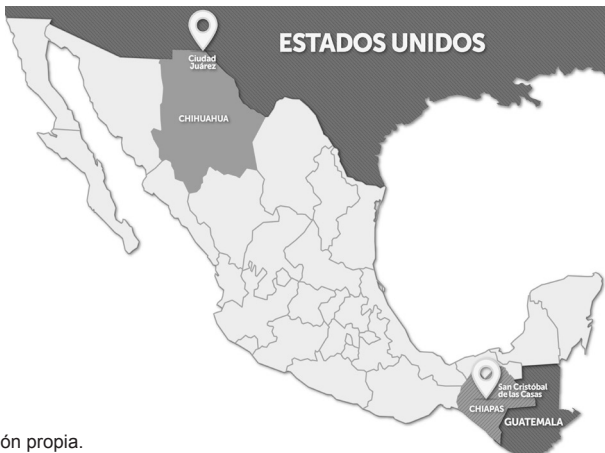 ESTADOS UNIDOS
Ciudad
Juárez
CHIHUAHUA
San Cristóbal
de las Casas
CHIAPAS
GUATEMALA
ón propia.